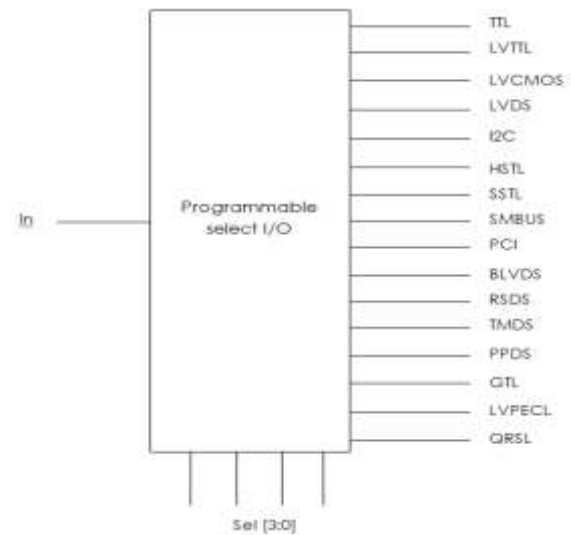 TTL
LVTTL
LVCMOS
LVDS
I2C
HSTL
SSTL
SMBUS
PCI
BLVDS
RSDS
TMDS
PPDS
GTL
LVPECL
QRSL
In
Programmable
select I/O
Sel [3:0]